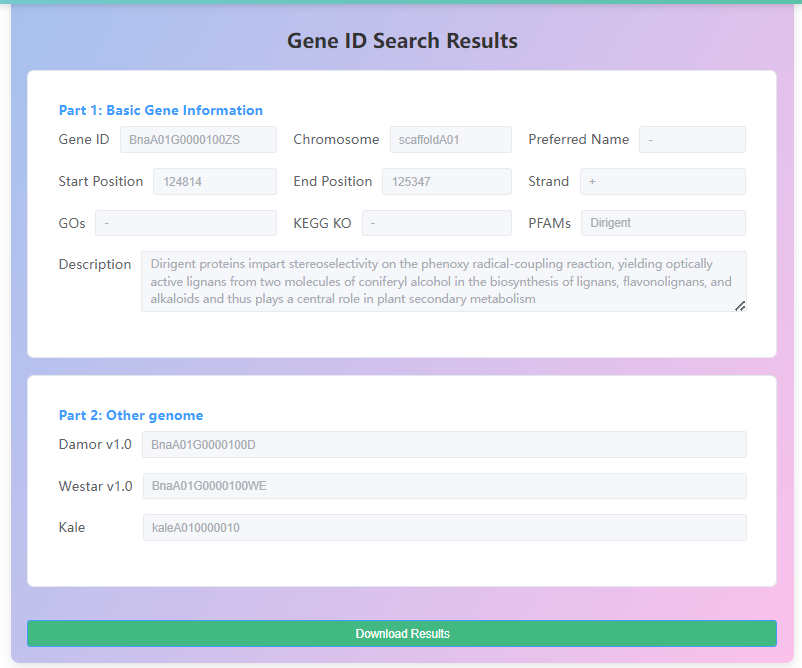 Gene ID Search Results
Part 1: Basic Gene Information
Gene ID BnaA01G0000100ZS Chromosome scaffoldA01 Preferred Name -
Start Position 124814 End Position 125347 Strand +
GOs - KEGG KO - PFAMs Dirigent
Description Dirigent proteins impart stereoselectivity on the phenoxy radical-coupling reaction, yielding optically
active lignans from two molecules of coniferyl alcohol in the biosynthesis of lignans, flavonolignans, and
alkaloids and thus plays a central role in plant secondary metabolism
Part 2: Other genome
Damor v1.0 BnaA01G0000100D
Westar v1.0 BnaA01G0000100WE
Kale kaleA010000010
Download Results